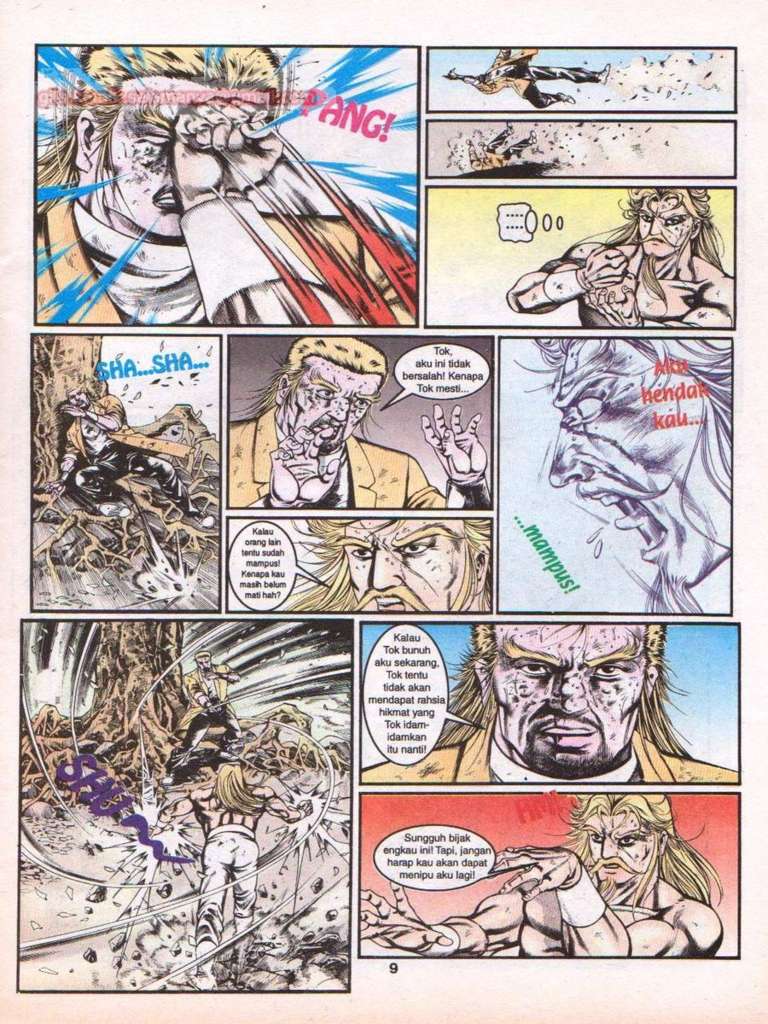 PANG!
SHA...SHA...
Tok,
aku ini tidak
bersalah! Kenapa
Tok mesti...
Kalau
orang lain
tentu sudah
mampus!
Kenapa kau
masih belum
mati hah?
Aku
hendak
kau...
...mampus!
Kalau
Tok bunuh
aku sekarang,
Tok tentu
tidak akan
mendapat rahsia
hikmat yang
Tok idam-
idamkan
itu nanti!
Sungguh bijak
engkau ini! Tapi, jangan
harap kau akan dapat
menipu aku lagi!
9